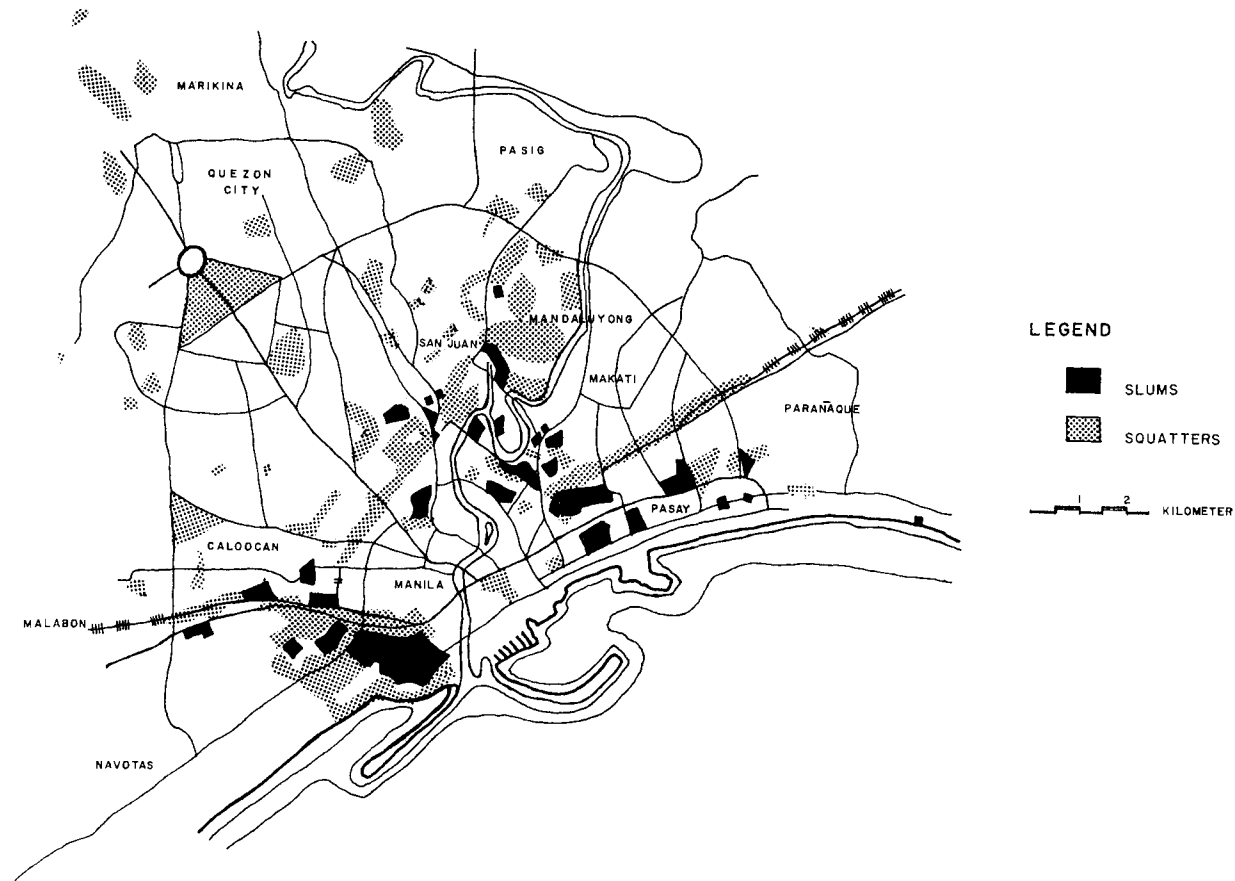 MARIKINA
PASIG
QUEZON
CITY
MANDALUYONG
SAN JUAN
MAKATI
PARAÑAQUE
PASAY
CALOOCAN
MANILA
MALABON
NAVOTAS
LEGEND
SLUMS
SQUATTERS
1 2
KILOMETER